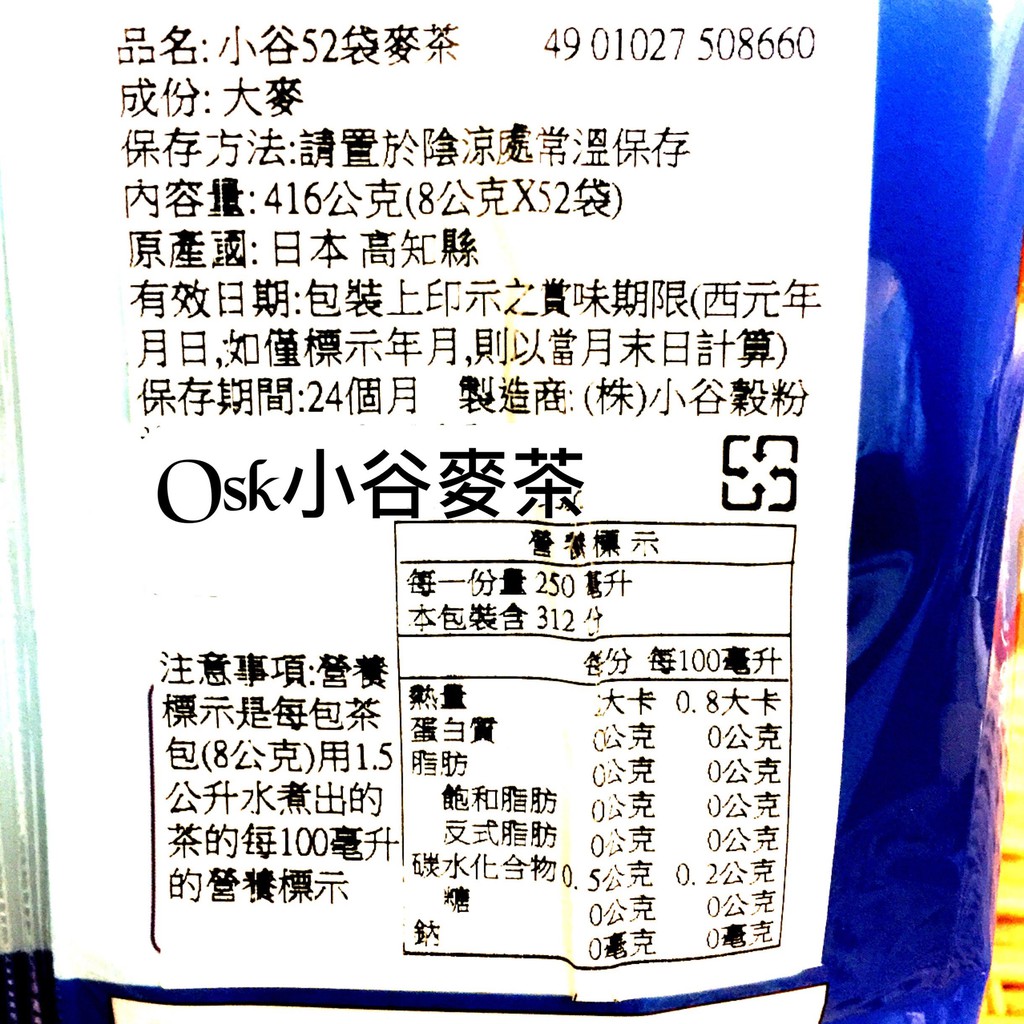 品名: 小谷52袋麥茶 49 01027 508660
成份: 大麥
保存方法:請置於陰涼處常溫保存
內容量: 416公克(8公克X52袋)
原產國: 日本 高知縣
有效日期:包裝上印示之賞味期限(西元年
月日,如僅標示年月,則以當月末日計算)
保存期間:24個月 製造商: (株)小谷穀粉
Osk小谷麥茶
營養標示
每一份量 250 毫升
本包裝含 312 份
每份 每100毫升
熱量 大卡 0.8大卡
蛋白質 0公克 0公克
脂肪 0公克 0公克
飽和脂肪 0公克 0公克
反式脂肪 0公克 0公克
碳水化合物 0.5公克 0.2公克
糖 0公克 0公克
鈉 0毫克 0毫克
注意事項:營養
標示是每包茶
包(8公克)用1.5
公升水煮出的
茶的每100毫升
的營養標示